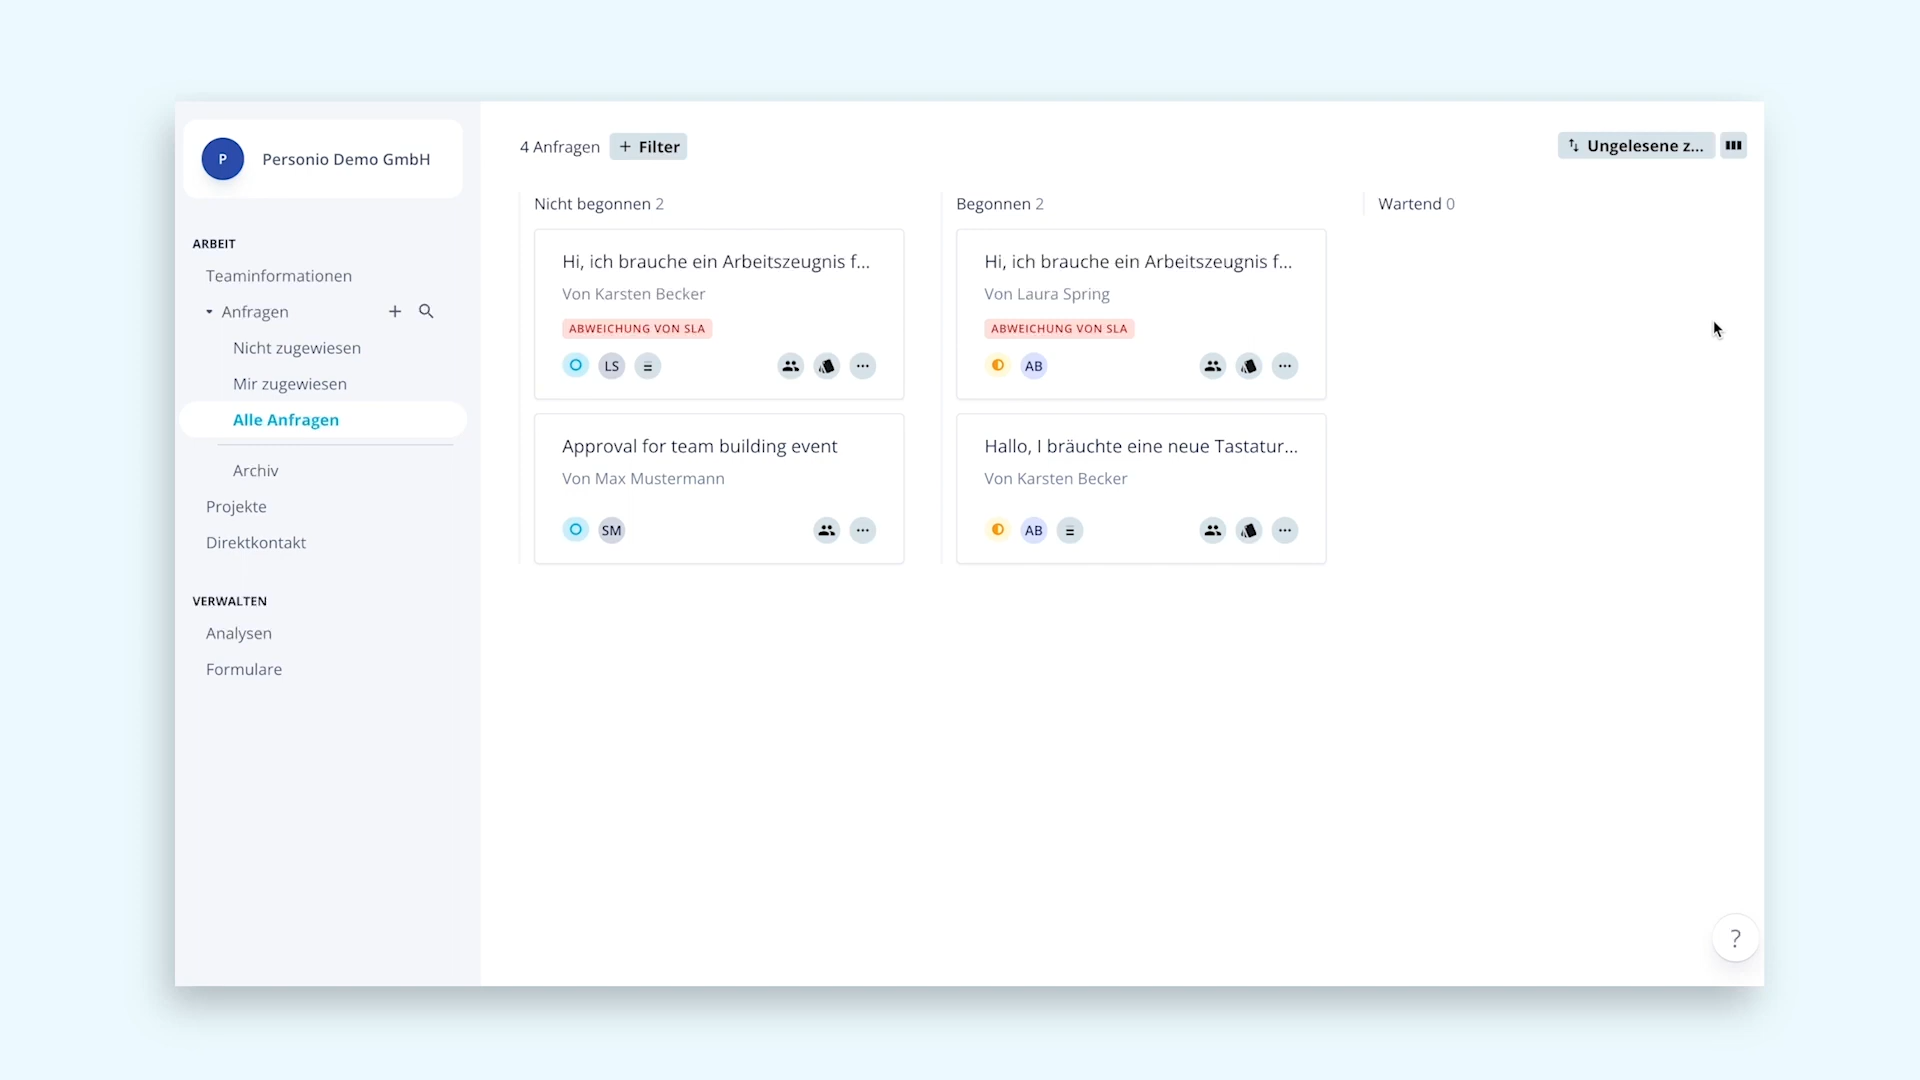 P
Personio Demo GmbH
ARBEIT
Teaminformationen
Anfragen
Nicht zugewiesen
Mir zugewiesen
Alle Anfragen
Archiv
Projekte
Direktkontakt
VERWALTEN
Analysen
Formulare
4 Anfragen + Filter
Ungelesene z...
Nicht begonnen 2
Hi, ich brauche ein Arbeitszeugnis f...
Von Karsten Becker
ABWEICHUNG VON SLA
LS
Approval for team building event
Von Max Mustermann
SM
Begonnen 2
Hi, ich brauche ein Arbeitszeugnis f...
Von Laura Spring
ABWEICHUNG VON SLA
AB
Hallo, I bräuchte eine neue Tastatur...
Von Karsten Becker
AB
Wartend 0
?